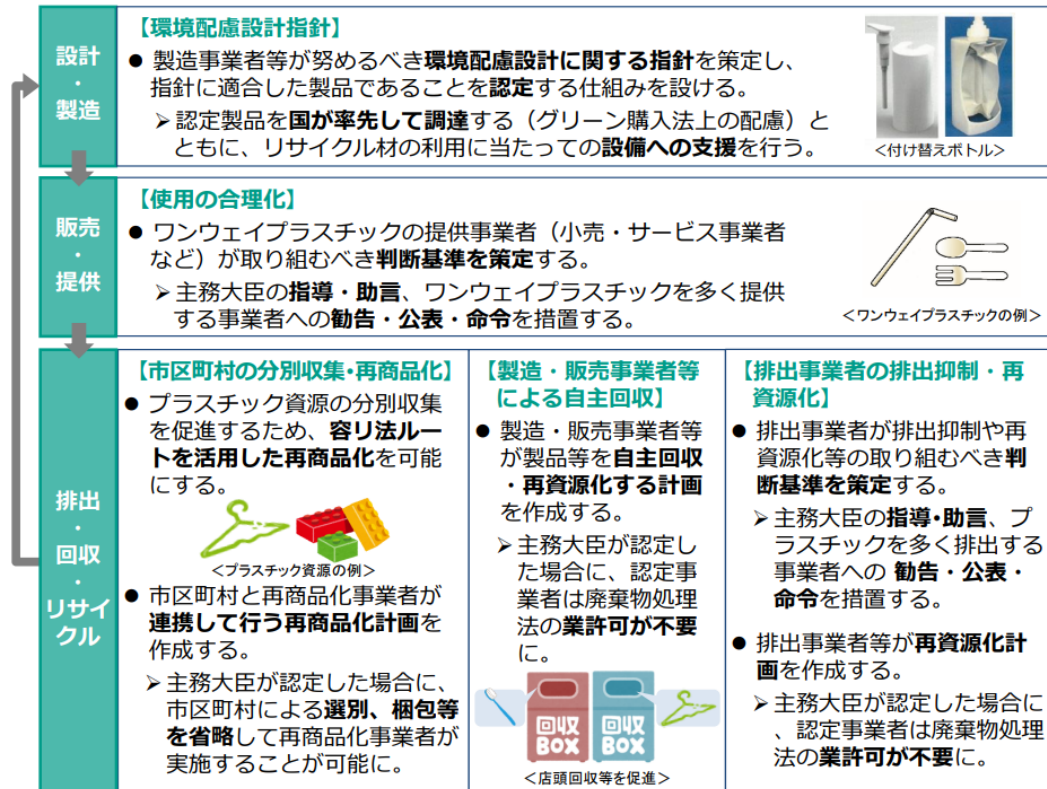 設計
・
製造
【環境配慮設計指針】
● 製造事業者等が努めるべき環境配慮設計に関する指針を策定し、
指針に適合した製品であることを認定する仕組みを設ける。
➢認定製品を国が率先して調達する（グリーン購入法上の配慮）と
ともに、リサイクル材の利用に当たっての設備への支援を行う。
<付け替えボトル>
販売
・
提供
【使用の合理化】
● ワンウェイプラスチックの提供事業者（小売・サービス事業者
など）が取り組むべき判断基準を策定する。
➢主務大臣の指導・助言、ワンウェイプラスチックを多く提供
する事業者への勧告・公表・命令を措置する。
<ワンウェイプラスチックの例>
排出
・
回収
・
リサイ
クル
【市区町村の分別収集・再商品化】
● プラスチック資源の分別収集
を促進するため、容リ法ルー
トを活用した再商品化を可能
にする。
<プラスチック資源の例>
● 市区町村と再商品化事業者が
連携して行う再商品化計画を
作成する。
➢主務大臣が認定した場合に、
市区町村による選別、梱包等
を省略して再商品化事業者が
実施することが可能に。
【製造・販売事業者等
による自主回収】
● 製造・販売事業者等
が製品等を自主回収
・再資源化する計画
を作成する。
➢主務大臣が認定し
た場合に、認定事
業者は廃棄物処理
法の業許可が不要
に。
回収
BOX
回収
BOX
<店頭回収等を促進>
【排出事業者の排出抑制・再
資源化】
● 排出事業者が排出抑制や再
資源化等の取り組むべき判
断基準を策定する。
➢主務大臣の指導・助言、プ
ラスチックを多く排出する
事業者への 勧告・公表・
命令を措置する。
● 排出事業者等が再資源化計
画を作成する。
➢主務大臣が認定した場合に
、認定事業者は廃棄物処理
法の業許可が不要に。